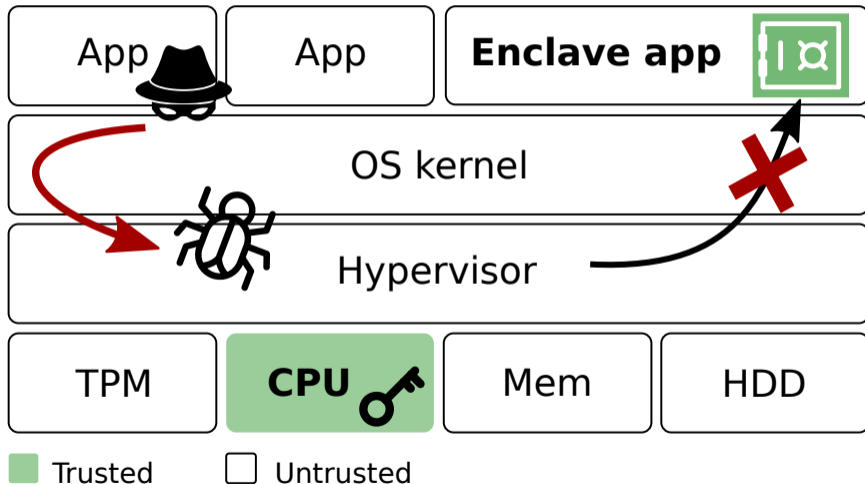 App App Enclave app
OS kernel
Hypervisor
TPM CPU Mem HDD
Trusted Untrusted